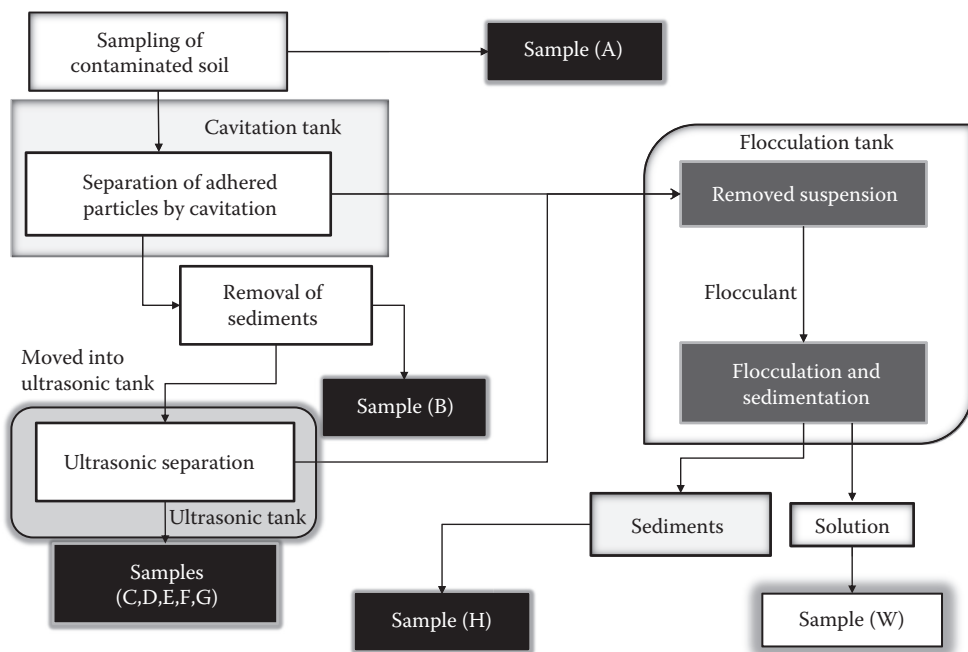 Sampling of
contaminated soil
Sample (A)
Cavitation tank
Separation of adhered
particles by cavitation
Flocculation tank
Removed suspension
Removal of
sediments
Flocculant
Moved into
ultrasonic tank
Sample (B)
Flocculation and
sedimentation
Ultrasonic separation
Ultrasonic tank
Sediments
Solution
Samples
(C,D,E,F,G)
Sample (H)
Sample (W)